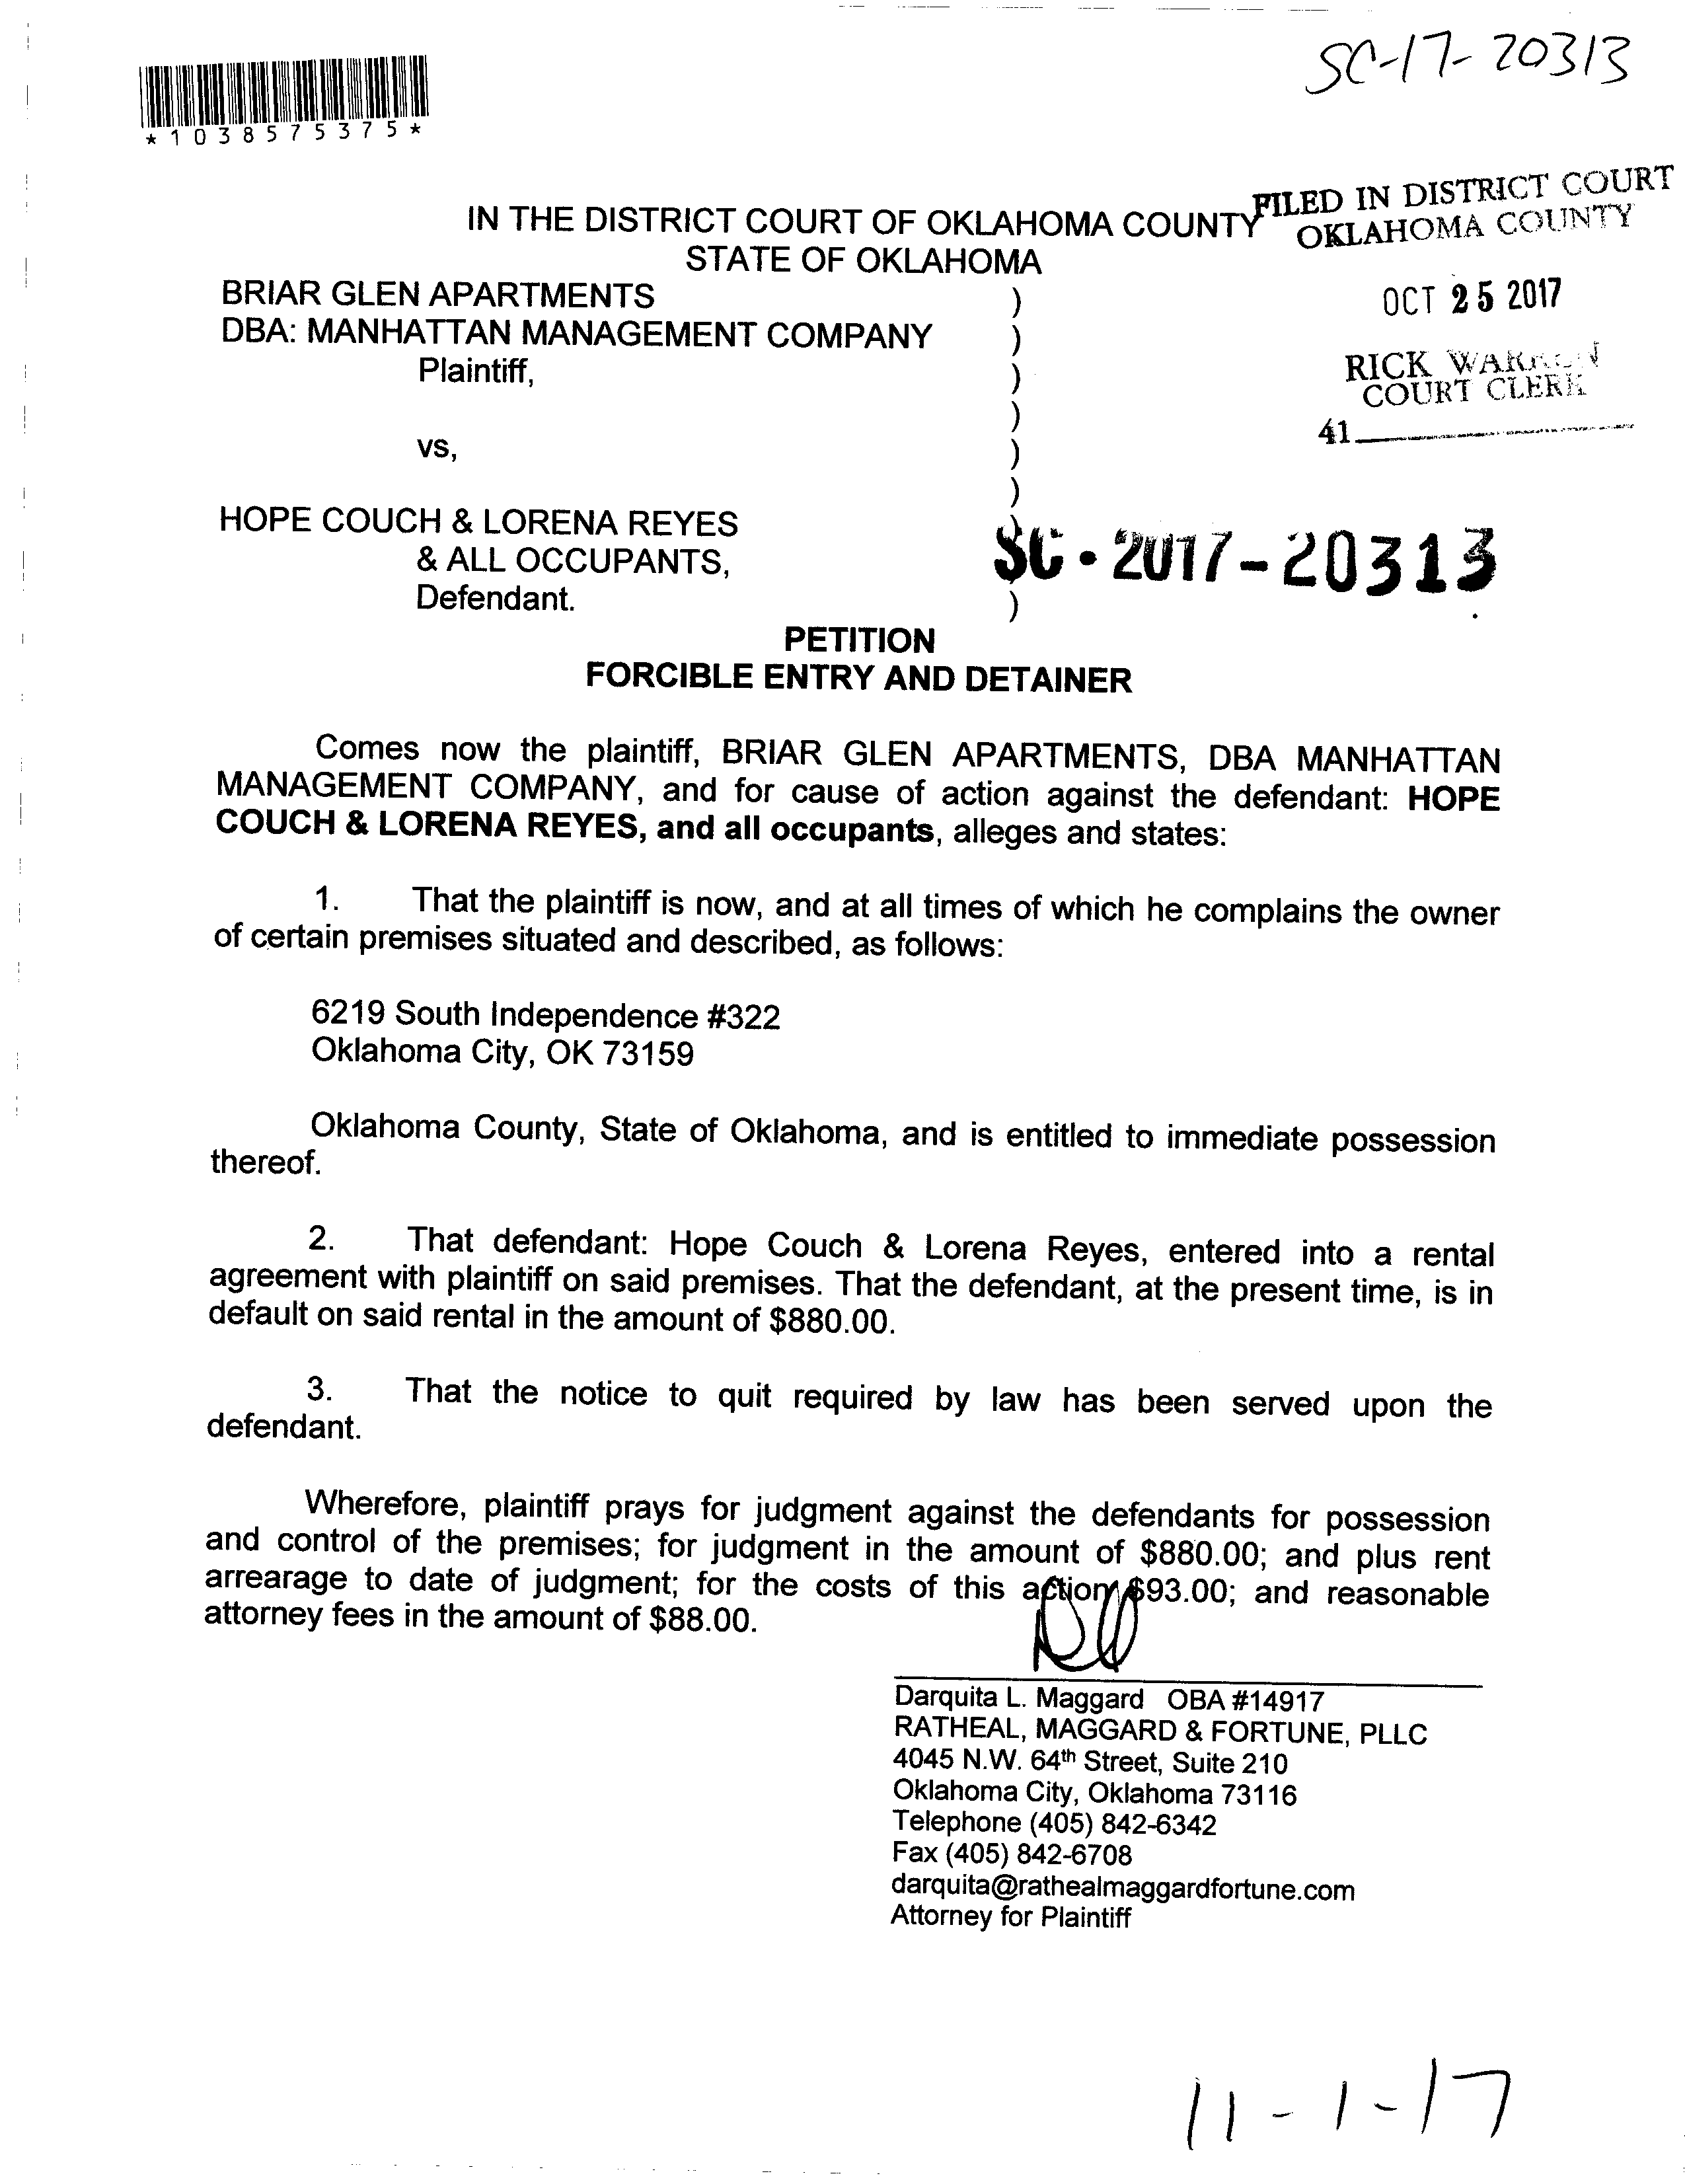 SC-17-20313
*1038575375*
FILED IN DISTRICT COURT
OKLAHOMA COUNTY
IN THE DISTRICT COURT OF OKLAHOMA COUNTY
STATE OF OKLAHOMA
OCT 25 2017
RICK WARREN
COURT CLERK
41
BRIAR GLEN APARTMENTS )
DBA: MANHATTAN MANAGEMENT COMPANY )
Plaintiff, )
)
vs, )
)
HOPE COUCH & LORENA REYES )
& ALL OCCUPANTS,
Defendant. )
SC-2017-20313
PETITION
FORCIBLE ENTRY AND DETAINER
Comes now the plaintiff, BRIAR GLEN APARTMENTS, DBA MANHATTAN
MANAGEMENT COMPANY, and for cause of action against the defendant: HOPE
COUCH & LORENA REYES, and all occupants, alleges and states:
1. That the plaintiff is now, and at all times of which he complains the owner
of certain premises situated and described, as follows:
6219 South Independence #322
Oklahoma City, OK 73159
Oklahoma County, State of Oklahoma, and is entitled to immediate possession
thereof.
2. That defendant: Hope Couch & Lorena Reyes, entered into a rental
agreement with plaintiff on said premises. That the defendant, at the present time, is in
default on said rental in the amount of $880.00.
3. That the notice to quit required by law has been served upon the
defendant.
Wherefore, plaintiff prays for judgment against the defendants for possession
and control of the premises; for judgment in the amount of $880.00; and plus rent
arrearage to date of judgment; for the costs of this action $93.00; and reasonable
attorney fees in the amount of $88.00.
Darquita L. Maggard OBA #14917
RATHEAL, MAGGARD & FORTUNE, PLLC
4045 N.W. 64th Street, Suite 210
Oklahoma City, Oklahoma 73116
Telephone (405) 842-6342
Fax (405) 842-6708
darquita@rathealmaggardfortune.com
Attorney for Plaintiff
11-1-17